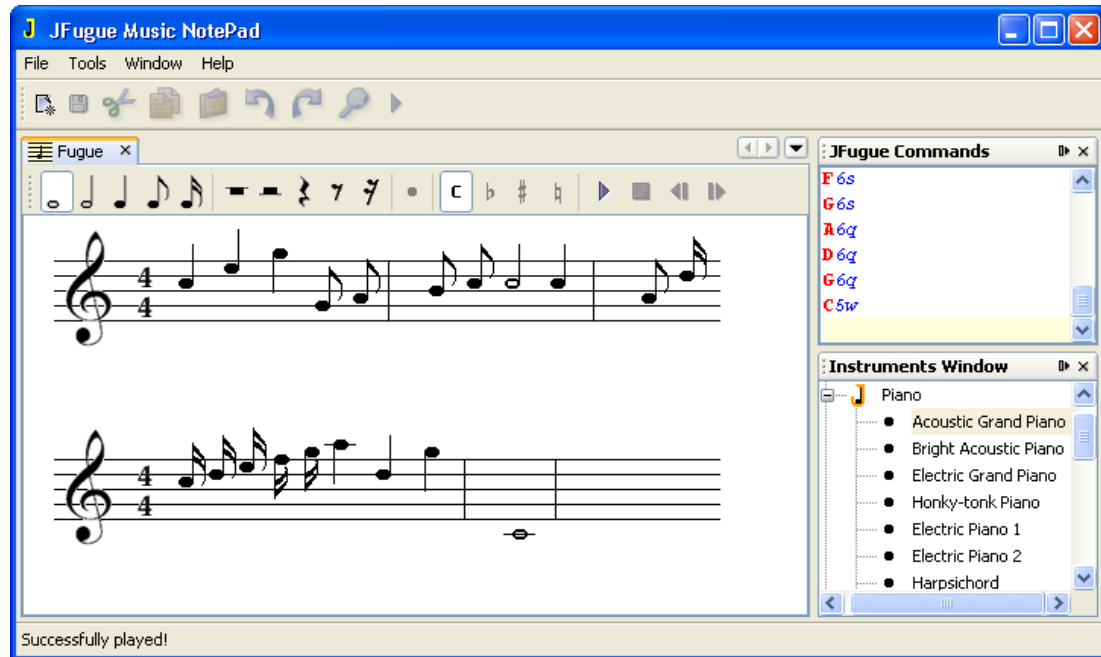 JFugue Music NotePad
File Tools Window Help
Fugue
C
4
4
4
4
JFugue Commands
F6s
G6s
A6q
D6q
G6q
C5w
Instruments Window
Piano
Acoustic Grand Piano
Bright Acoustic Piano
Electric Grand Piano
Honky-tonk Piano
Electric Piano 1
Electric Piano 2
Harpsichord
Successfully played!